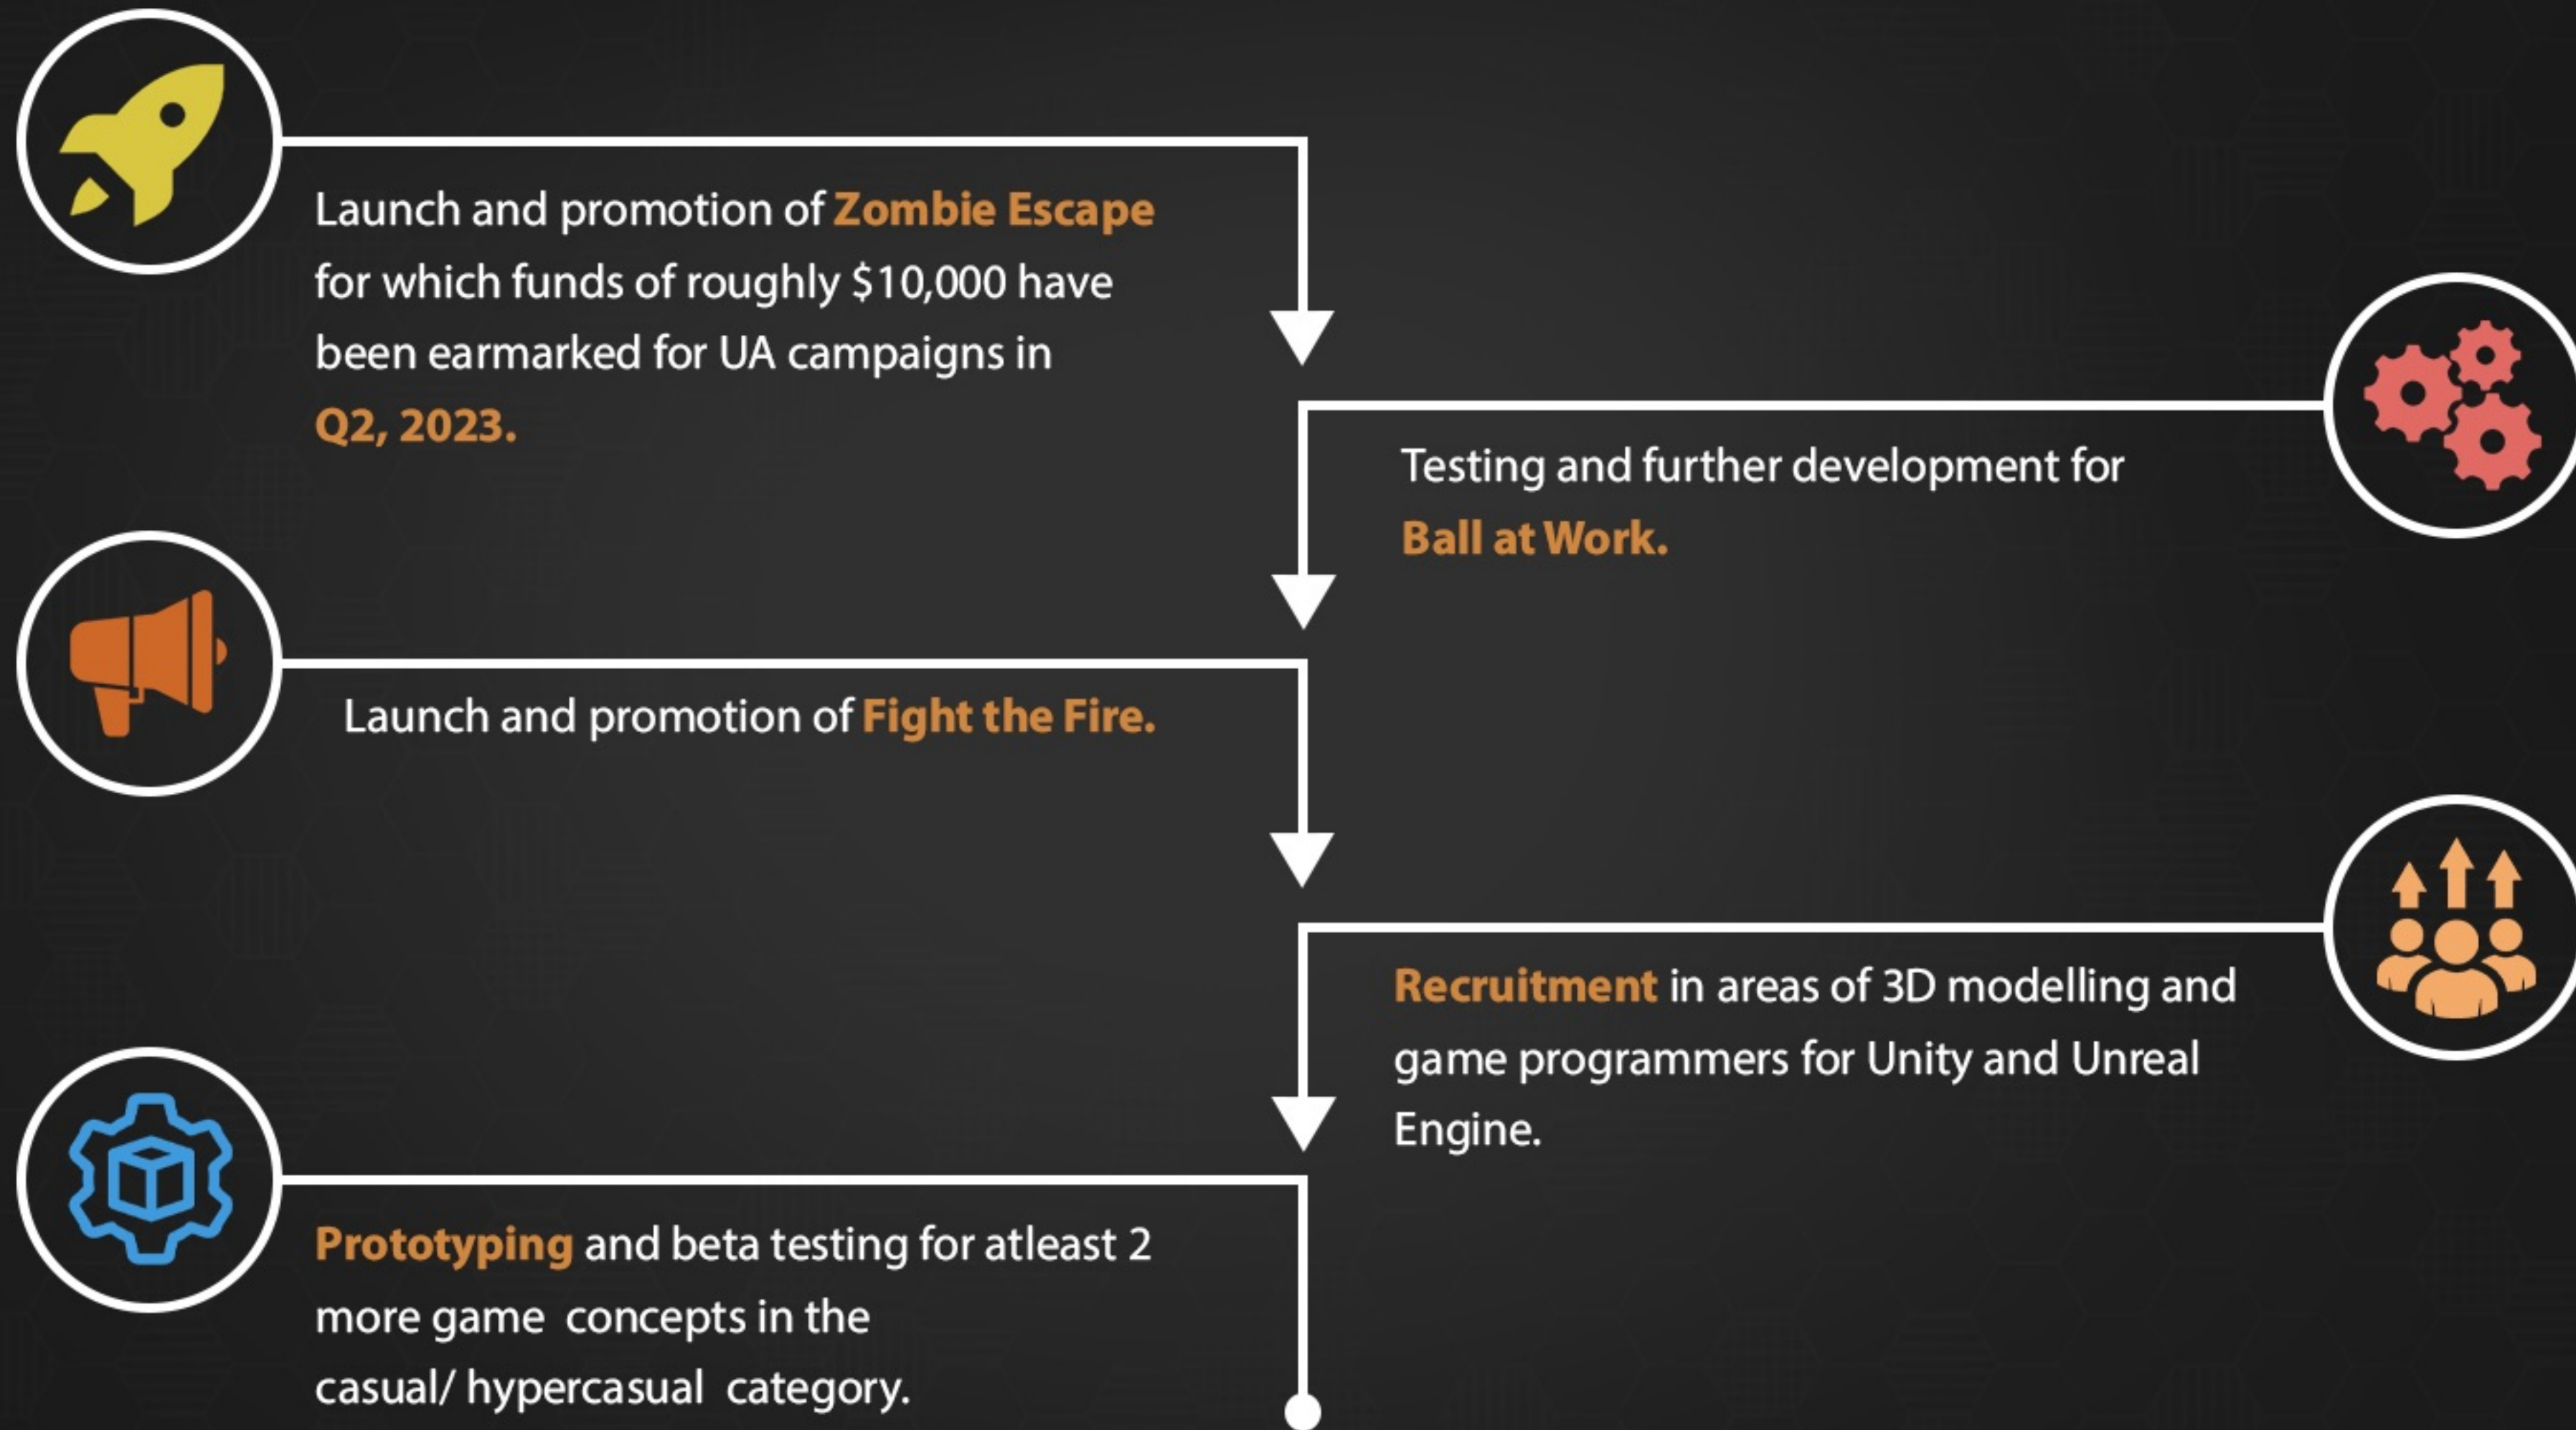 Launch and promotion of Zombie Escape
for which funds of roughly $10,000 have
been earmarked for UA campaigns in
Q2, 2023.
Testing and further development for
Ball at Work.
Launch and promotion of Fight the Fire.
Recruitment in areas of 3D modelling and
game programmers for Unity and Unreal
Engine.
Prototyping and beta testing for atleast 2
more game concepts in the
casual/ hypercasual category.